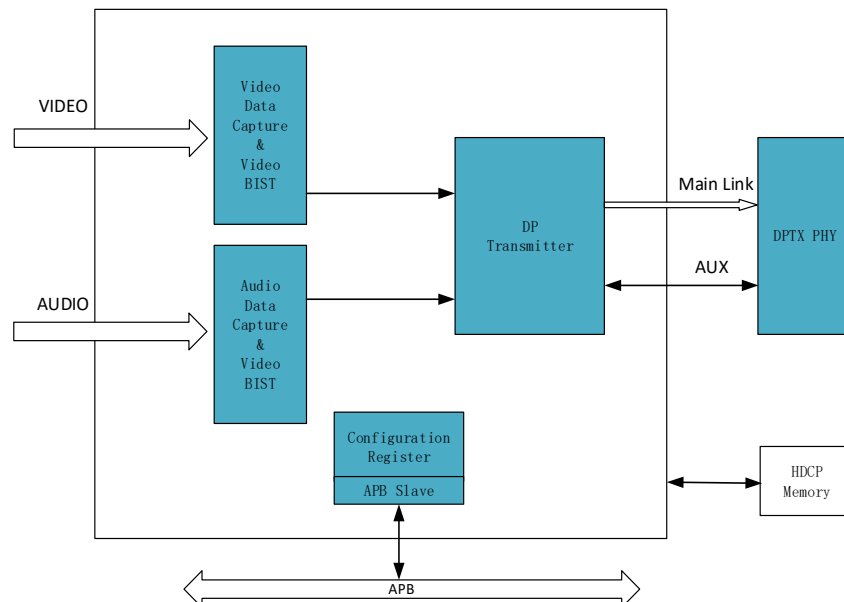 VIDEO
Video
Data
Capture
&
Video
BIST
AUDIO
Audio
Data
Capture
&
Video
BIST
DP
Transmitter
Main Link
AUX
DPTX PHY
Configuration
Register
APB Slave
HDCP
Memory
APB